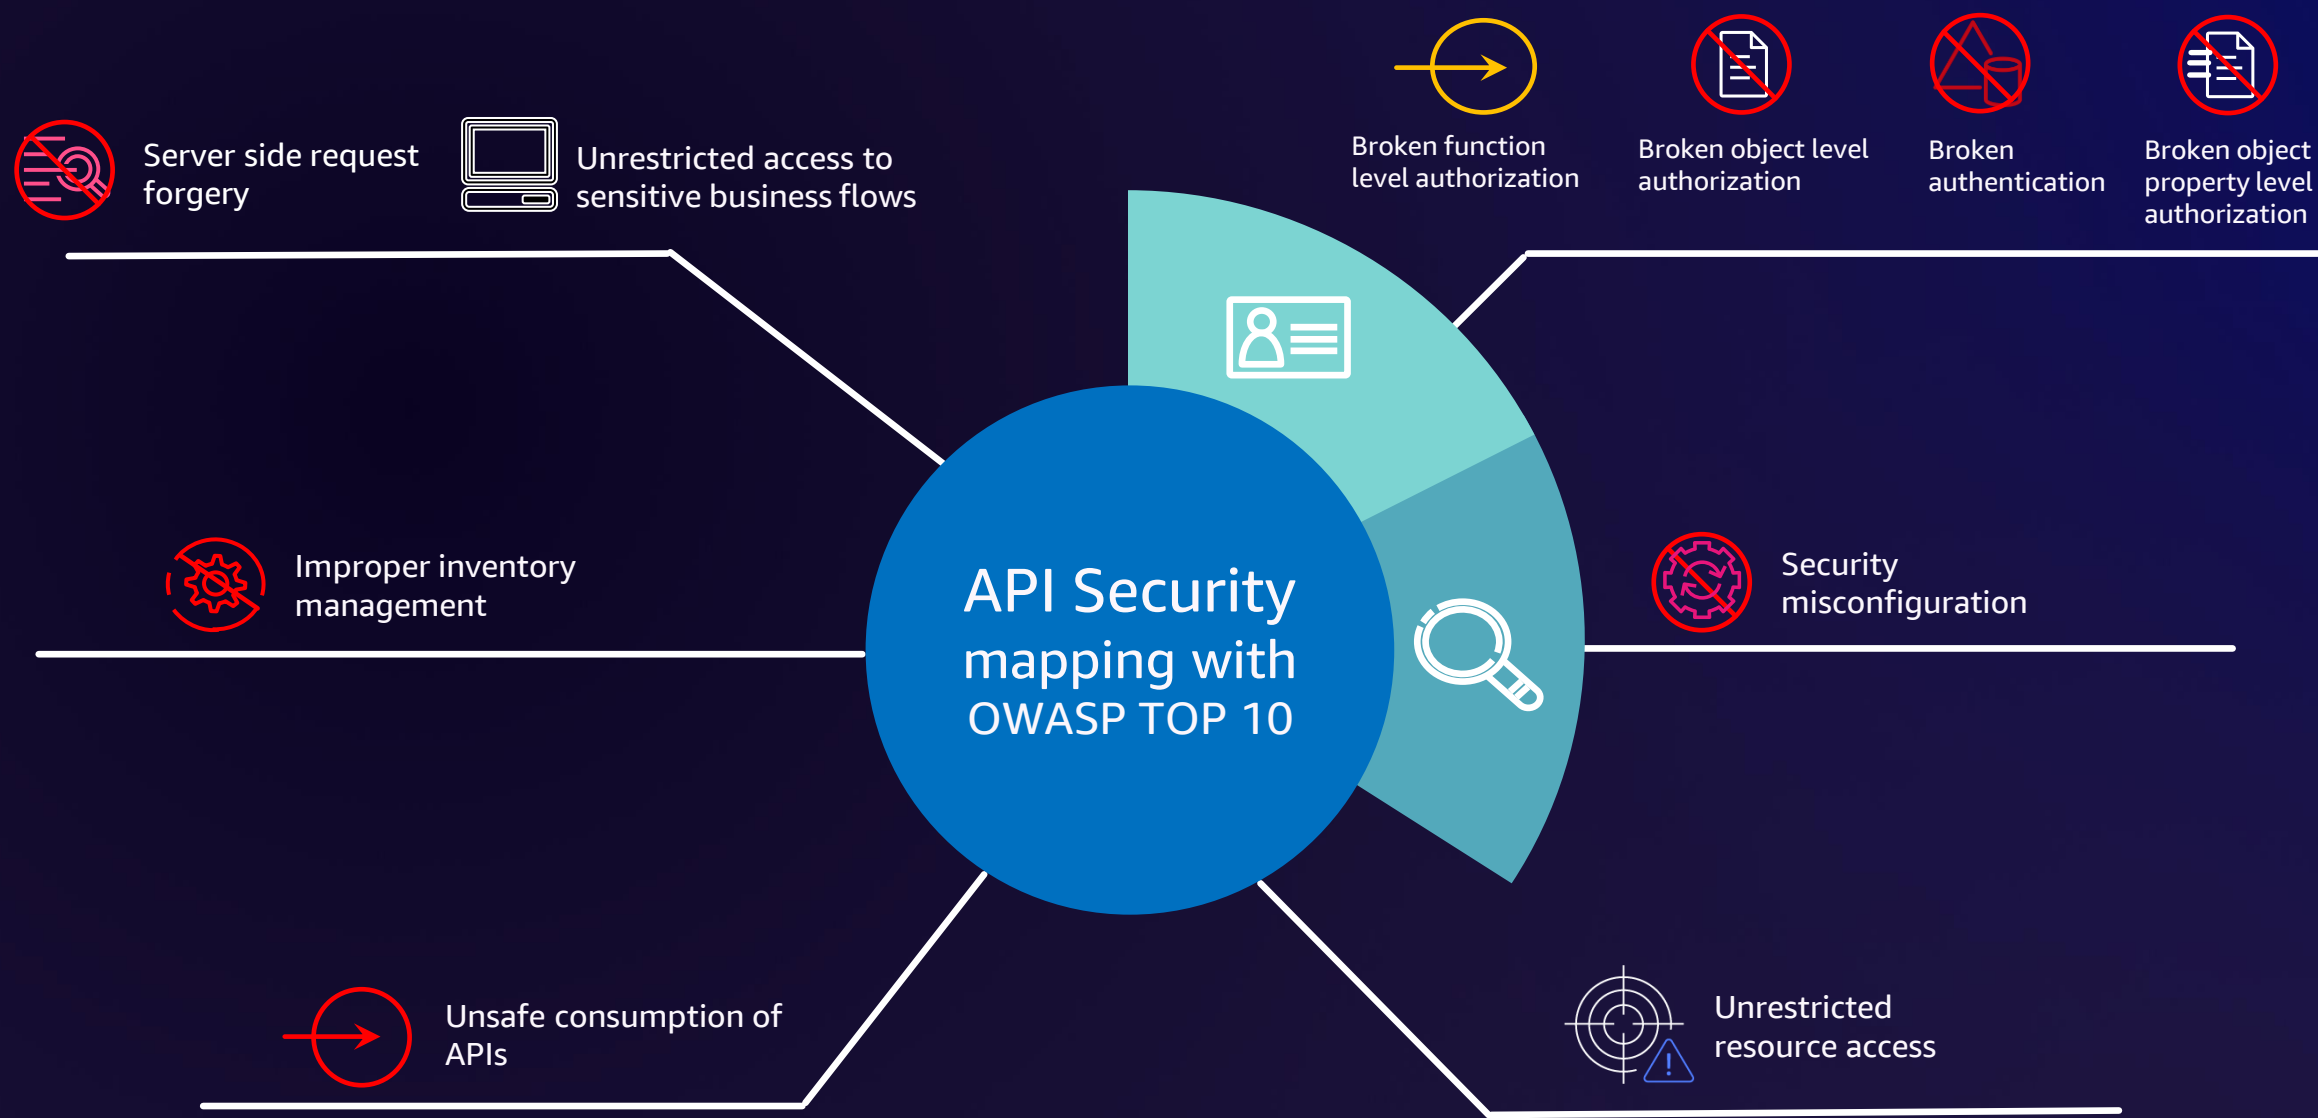 Server side request
forgery
Unrestricted access to
sensitive business flows
Broken function
level authorization
Broken object level
authorization
Broken
authentication
Broken object
property level
authorization
Improper inventory
management
API Security
mapping with
OWASP TOP 10
Security
misconfiguration
Unsafe consumption of
APIs
Unrestricted
resource access